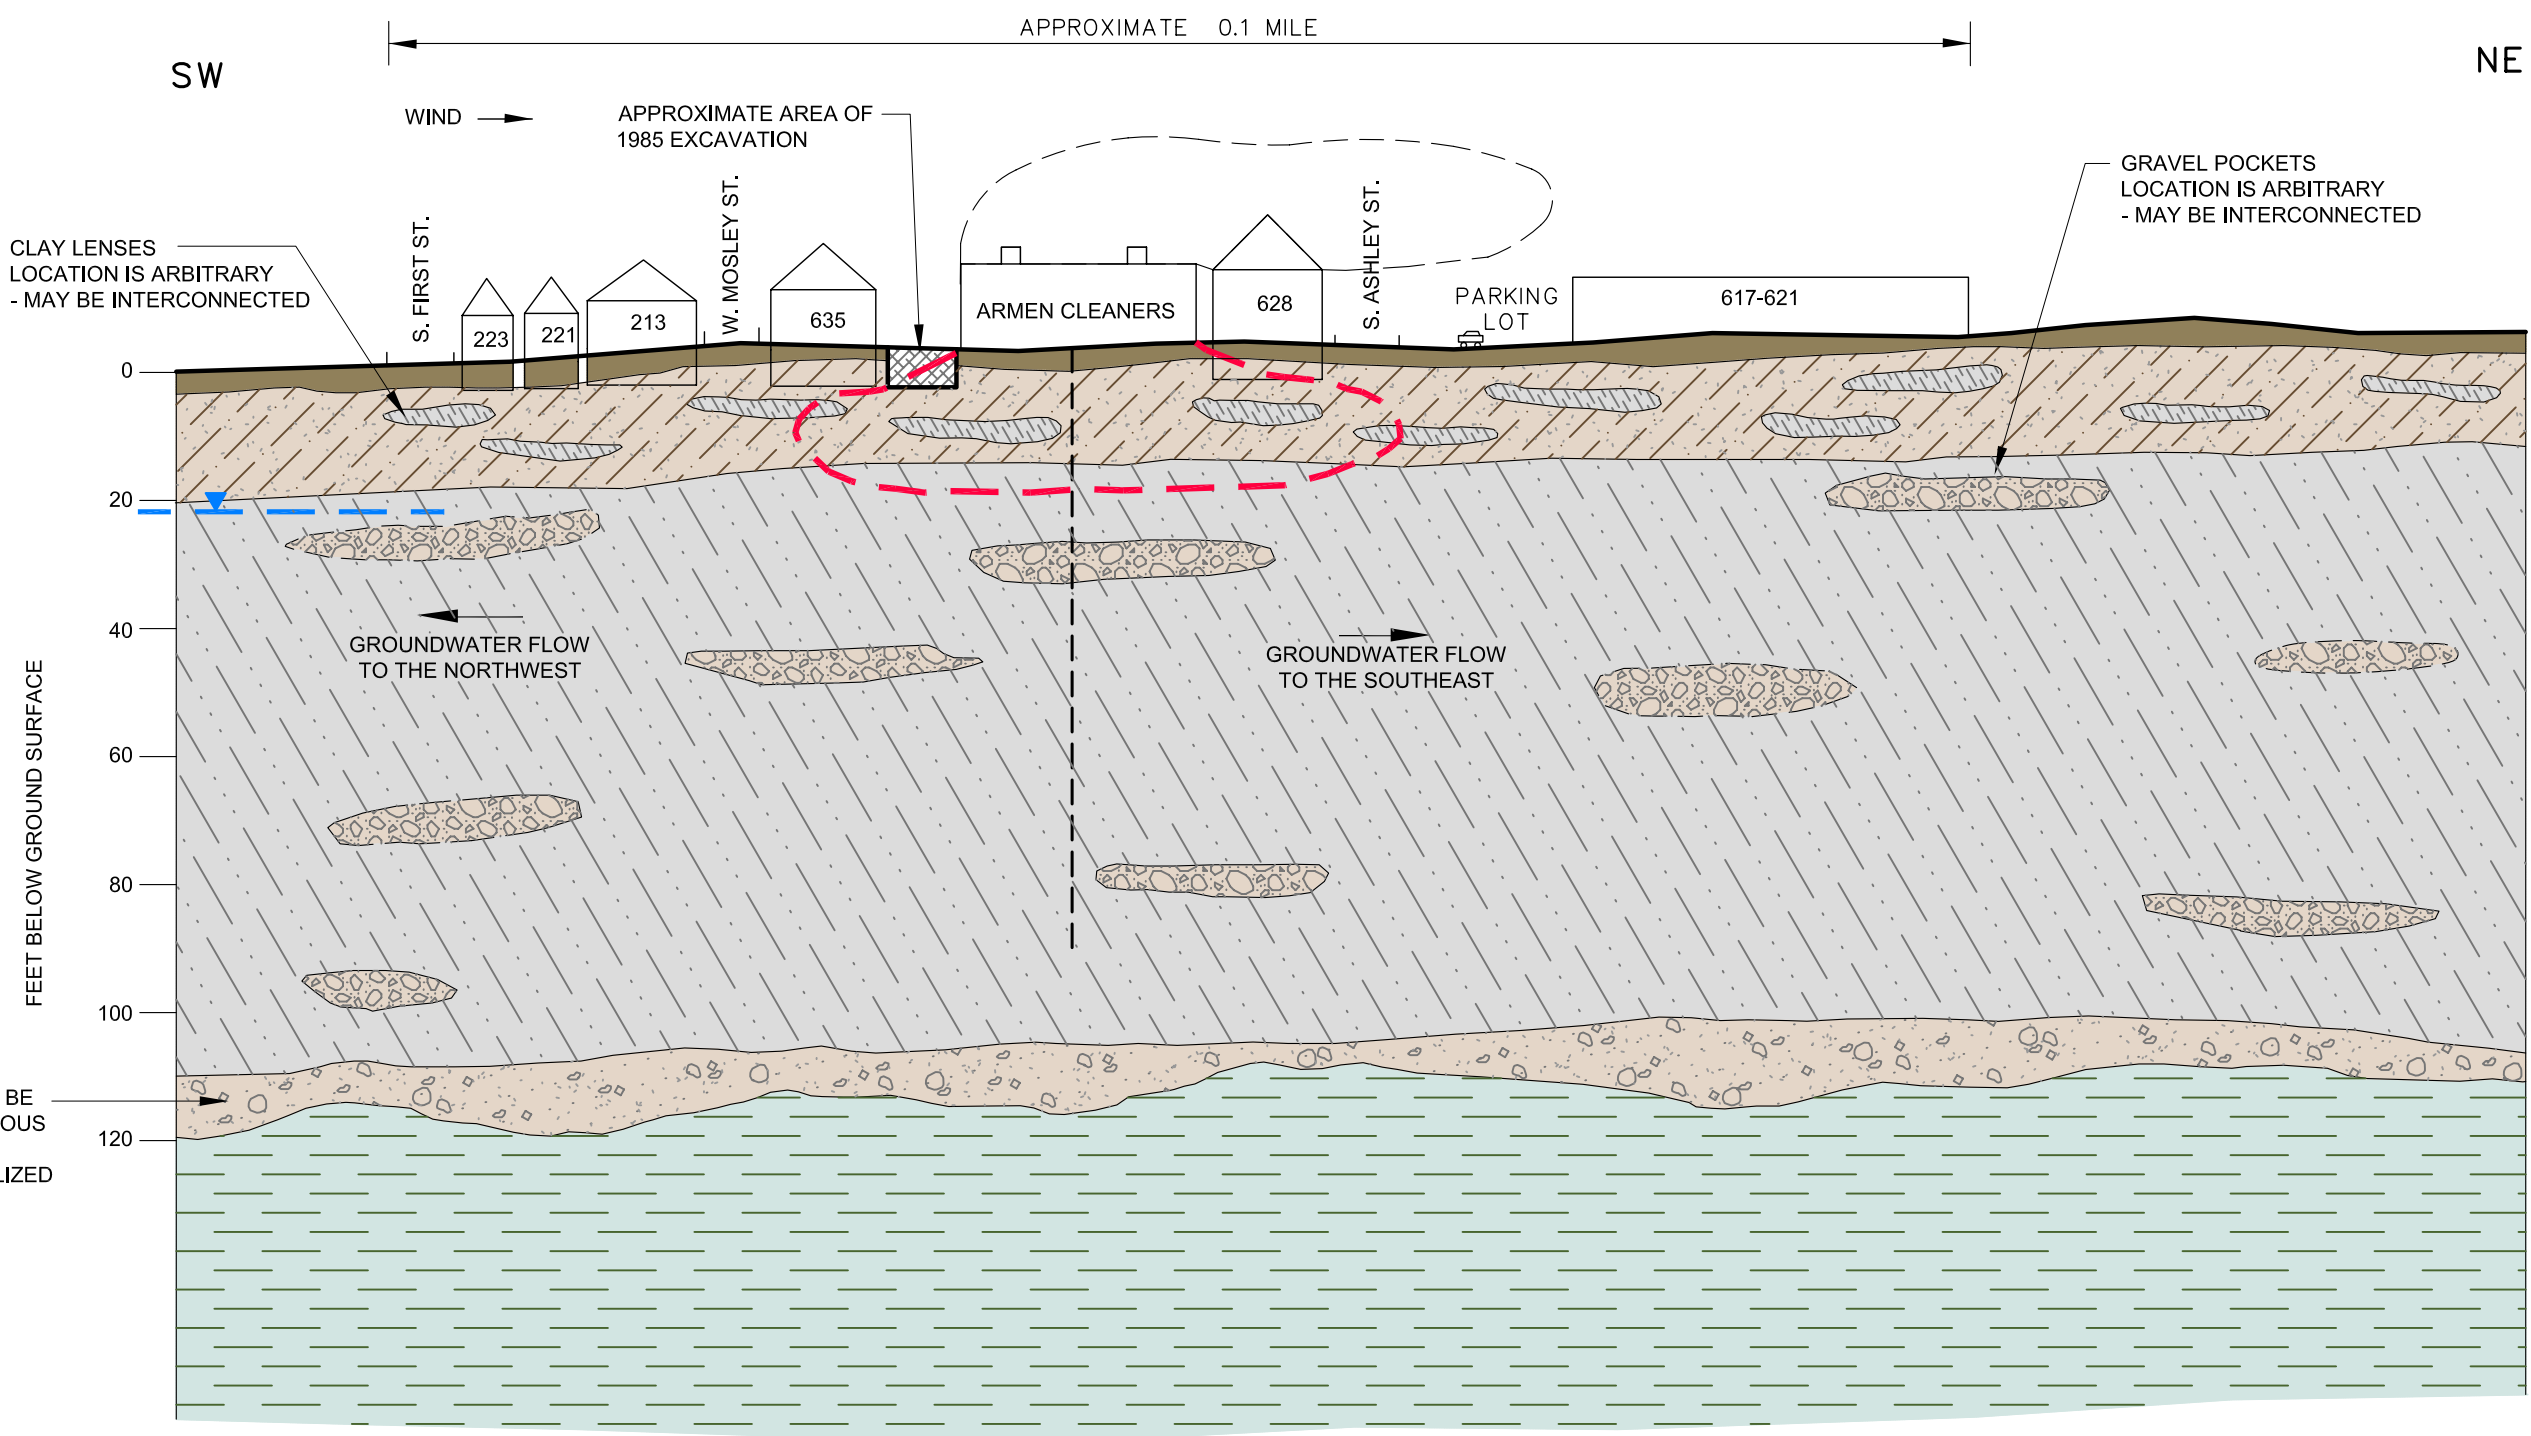 APPROXIMATE 0.1 MILE
SW
NE
WIND
APPROXIMATE AREA OF
1985 EXCAVATION
GRAVEL POCKETS
LOCATION IS ARBITRARY
- MAY BE INTERCONNECTED
CLAY LENSES
LOCATION IS ARBITRARY
- MAY BE INTERCONNECTED
S. FIRST ST.
W. MOSLEY ST.
S. ASHLEY ST.
223
221
213
635
ARMEN CLEANERS
628
PARKING
LOT
617-621
0
20
40
60
80
100
120
FEET BELOW GROUND SURFACE
GROUNDWATER FLOW
TO THE NORTHWEST
GROUNDWATER FLOW
TO THE SOUTHEAST
BE
OUS
LIZED